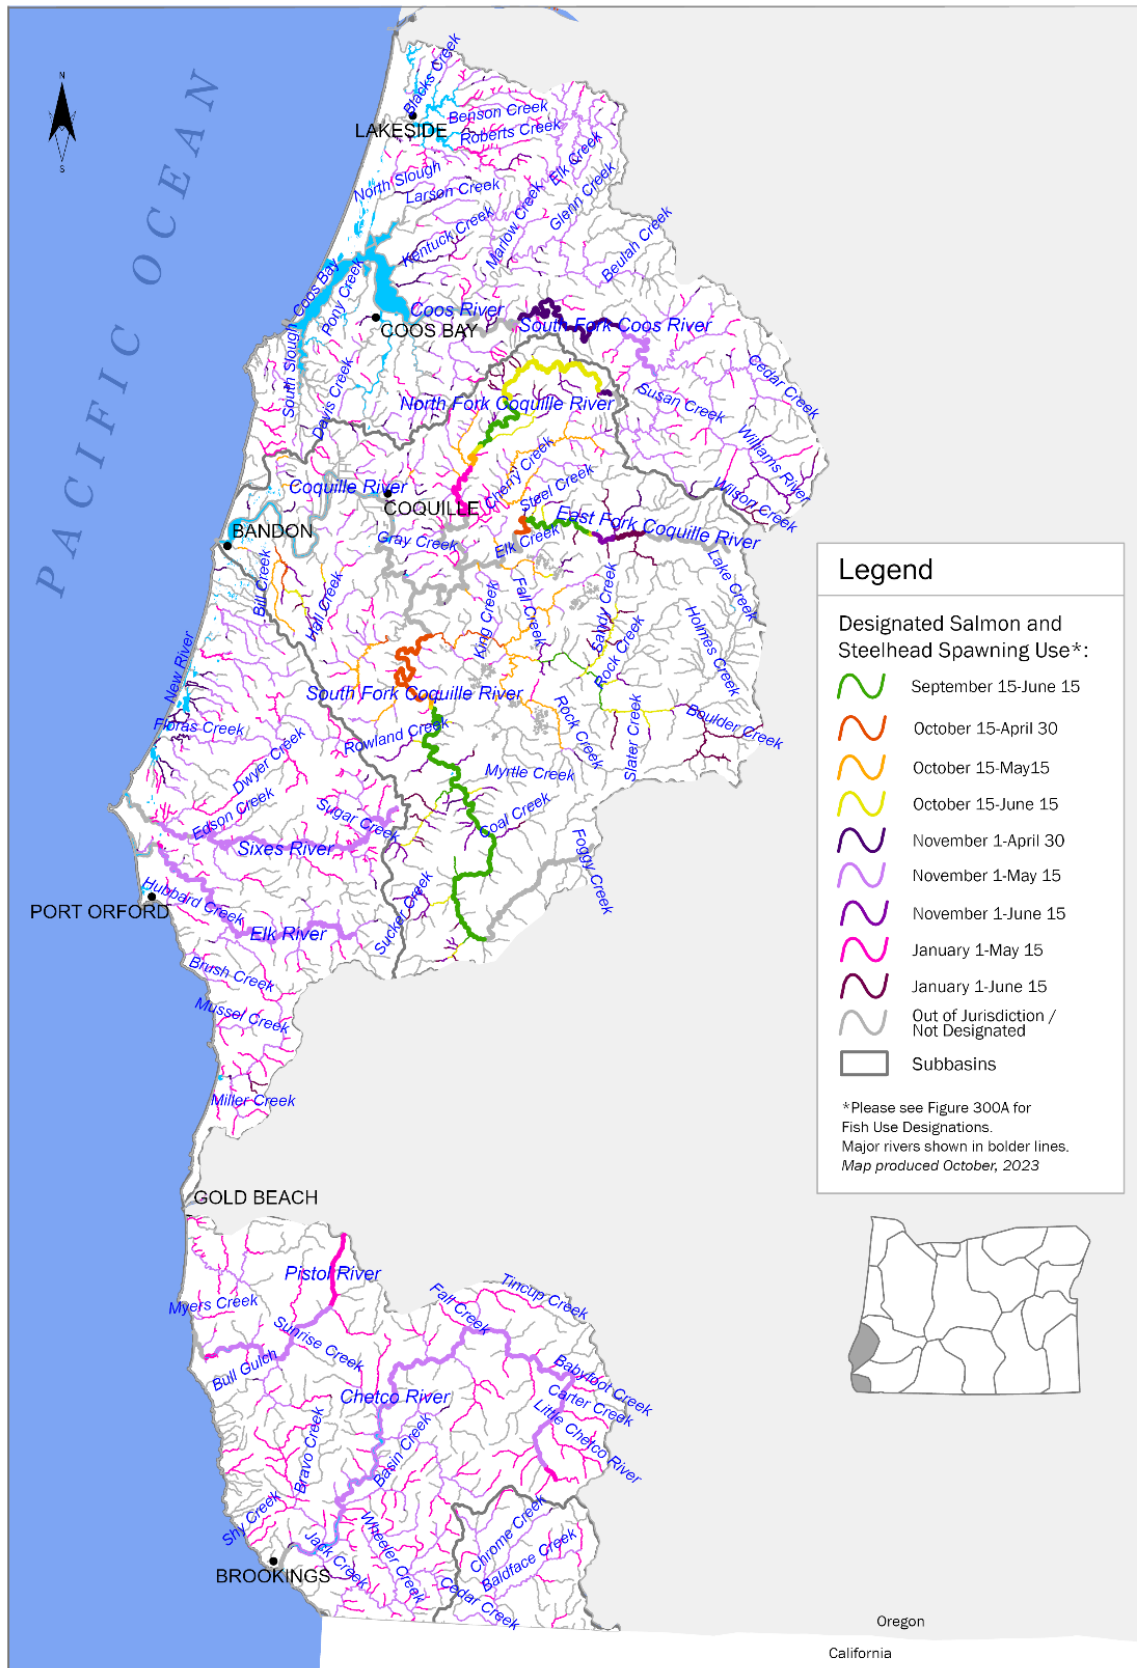 N
S
PACIFIC OCEAN
Blacks Creek
LAKESIDE
Benson Creek
Roberts Creek
Elk Creek
North Slough
Larson Creek
Glenn Creek
Marlow Creek
Kentuck Creek
Beulah Creek
Coos Bay
Pony Creek
South Slough
Coos River
COOS BAY
South Fork Coos River
Cedar Creek
Davis Creek
North Fork Coquille River
Susan Creek
Williams River
Cherry Creek
Steel Creek
Wilson Creek
Coquille River
COQUILLE
BANDON
East Fork Coquille River
Gray Creek
Elk Creek
Lake Creek
Bill Creek
Hall Creek
King Creek
Fall Creek
Sandy Creek
Rock Creek
Holmes Creek
New River
South Fork Coquille River
Floras Creek
Rowland Creek
Rock Creek
Slater Creek
Boulder Creek
Dwyer Creek
Myrtle Creek
Edson Creek
Sugar Creek
Coal Creek
Sixes River
Foggy Creek
Hubbard Creek
PORT ORFORD
Elk River
Sucker Creek
Brush Creek
Mussel Creek
Miller Creek
GOLD BEACH
Pistol River
Myers Creek
Sunrise Creek
Bull Gulch
Fall Creek
Tincup Creek
Babyfoot Creek
Carter Creek
Chetco River
Little Chetco River
Bravo Creek
Basin Creek
Shy Creek
Jack Creek
Wheeler Creek
Chrome Creek
Baldface Creek
BROOKINGS
Cedar Creek
Oregon
California
Legend
Designated Salmon and
Steelhead Spawning Use*:
September 15-June 15
October 15-April 30
October 15-May15
October 15-June 15
November 1-April 30
November 1-May 15
November 1-June 15
January 1-May 15
January 1-June 15
Out of Jurisdiction /
Not Designated
Subbasins
*Please see Figure 300A for
Fish Use Designations.
Major rivers shown in bolder lines.
Map produced October, 2023